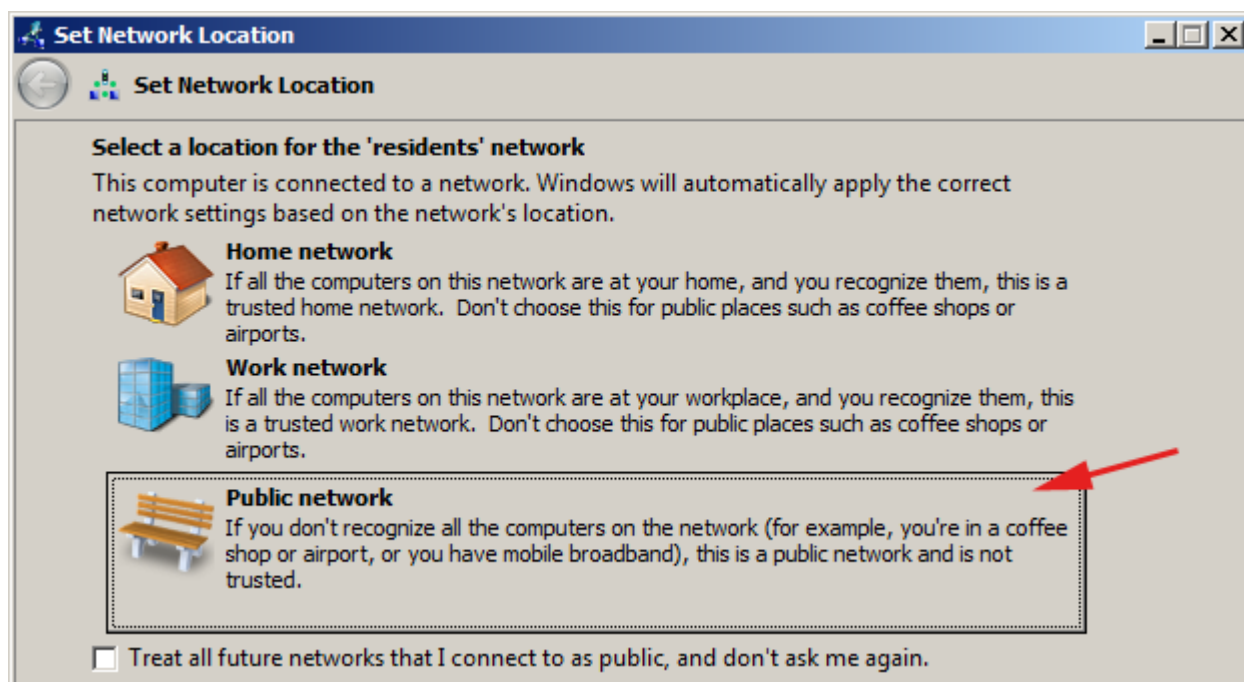 Set Network Location
Set Network Location
Select a location for the 'residents' network
This computer is connected to a network. Windows will automatically apply the correct
network settings based on the network's location.
Home network
If all the computers on this network are at your home, and you recognize them, this is a
trusted home network.  Don't choose this for public places such as coffee shops or
airports.
Work network
If all the computers on this network are at your workplace, and you recognize them, this
is a trusted work network.  Don't choose this for public places such as coffee shops or
airports.
Public network
If you don't recognize all the computers on the network (for example, you're in a coffee
shop or airport, or you have mobile broadband), this is a public network and is not
trusted.
Treat all future networks that I connect to as public, and don't ask me again.